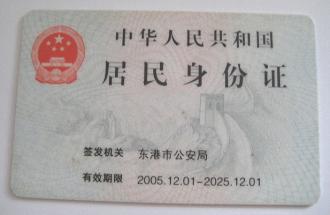 中华人民共和国
居民身份证
签发机关 东港市公安局
有效期限 2005.12.01-2025.12.01